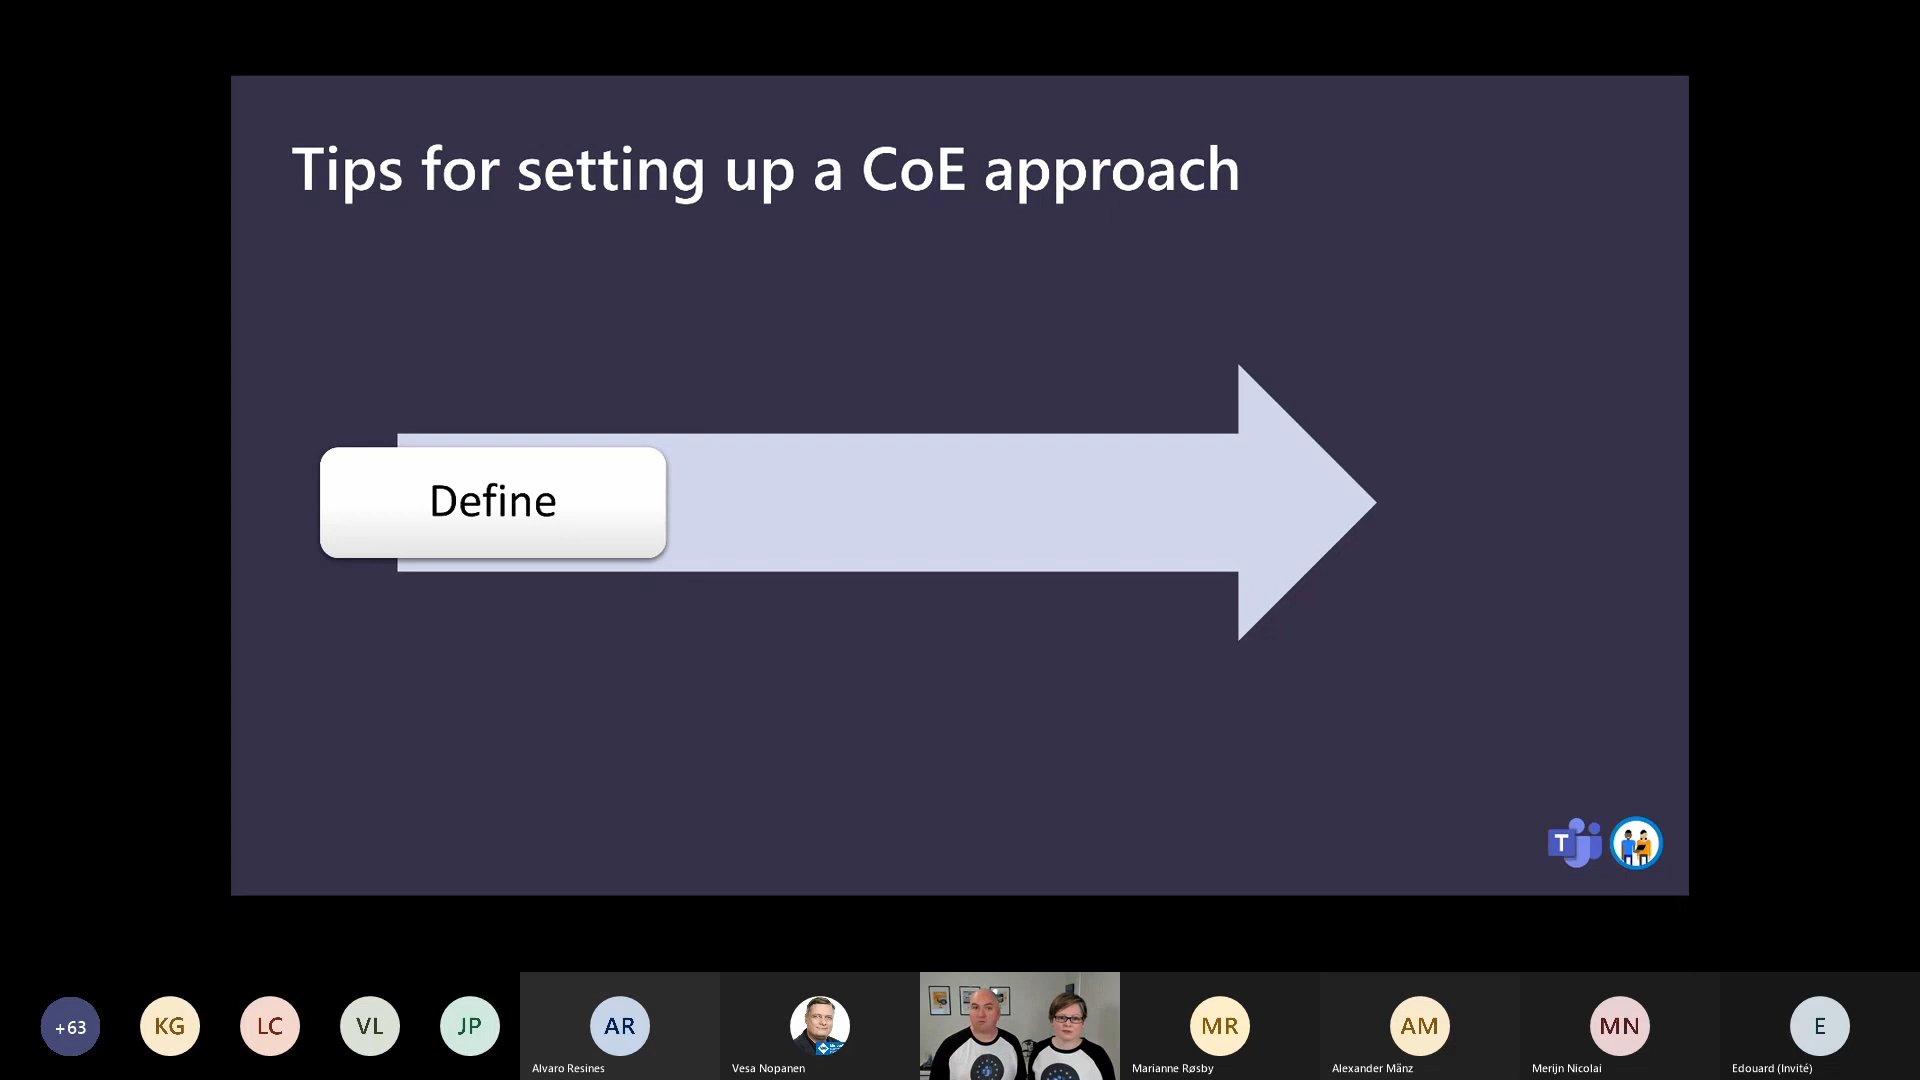 Tips for setting up a CoE approach
Define
T
+63
KG
LC
VL
JP
AR
MR
AM
MN
E
Alvaro Resines
Vesa Nopanen
Marianne Røsby
Alexander Mänz
Merijn Nicolai
Edouard (Invité)